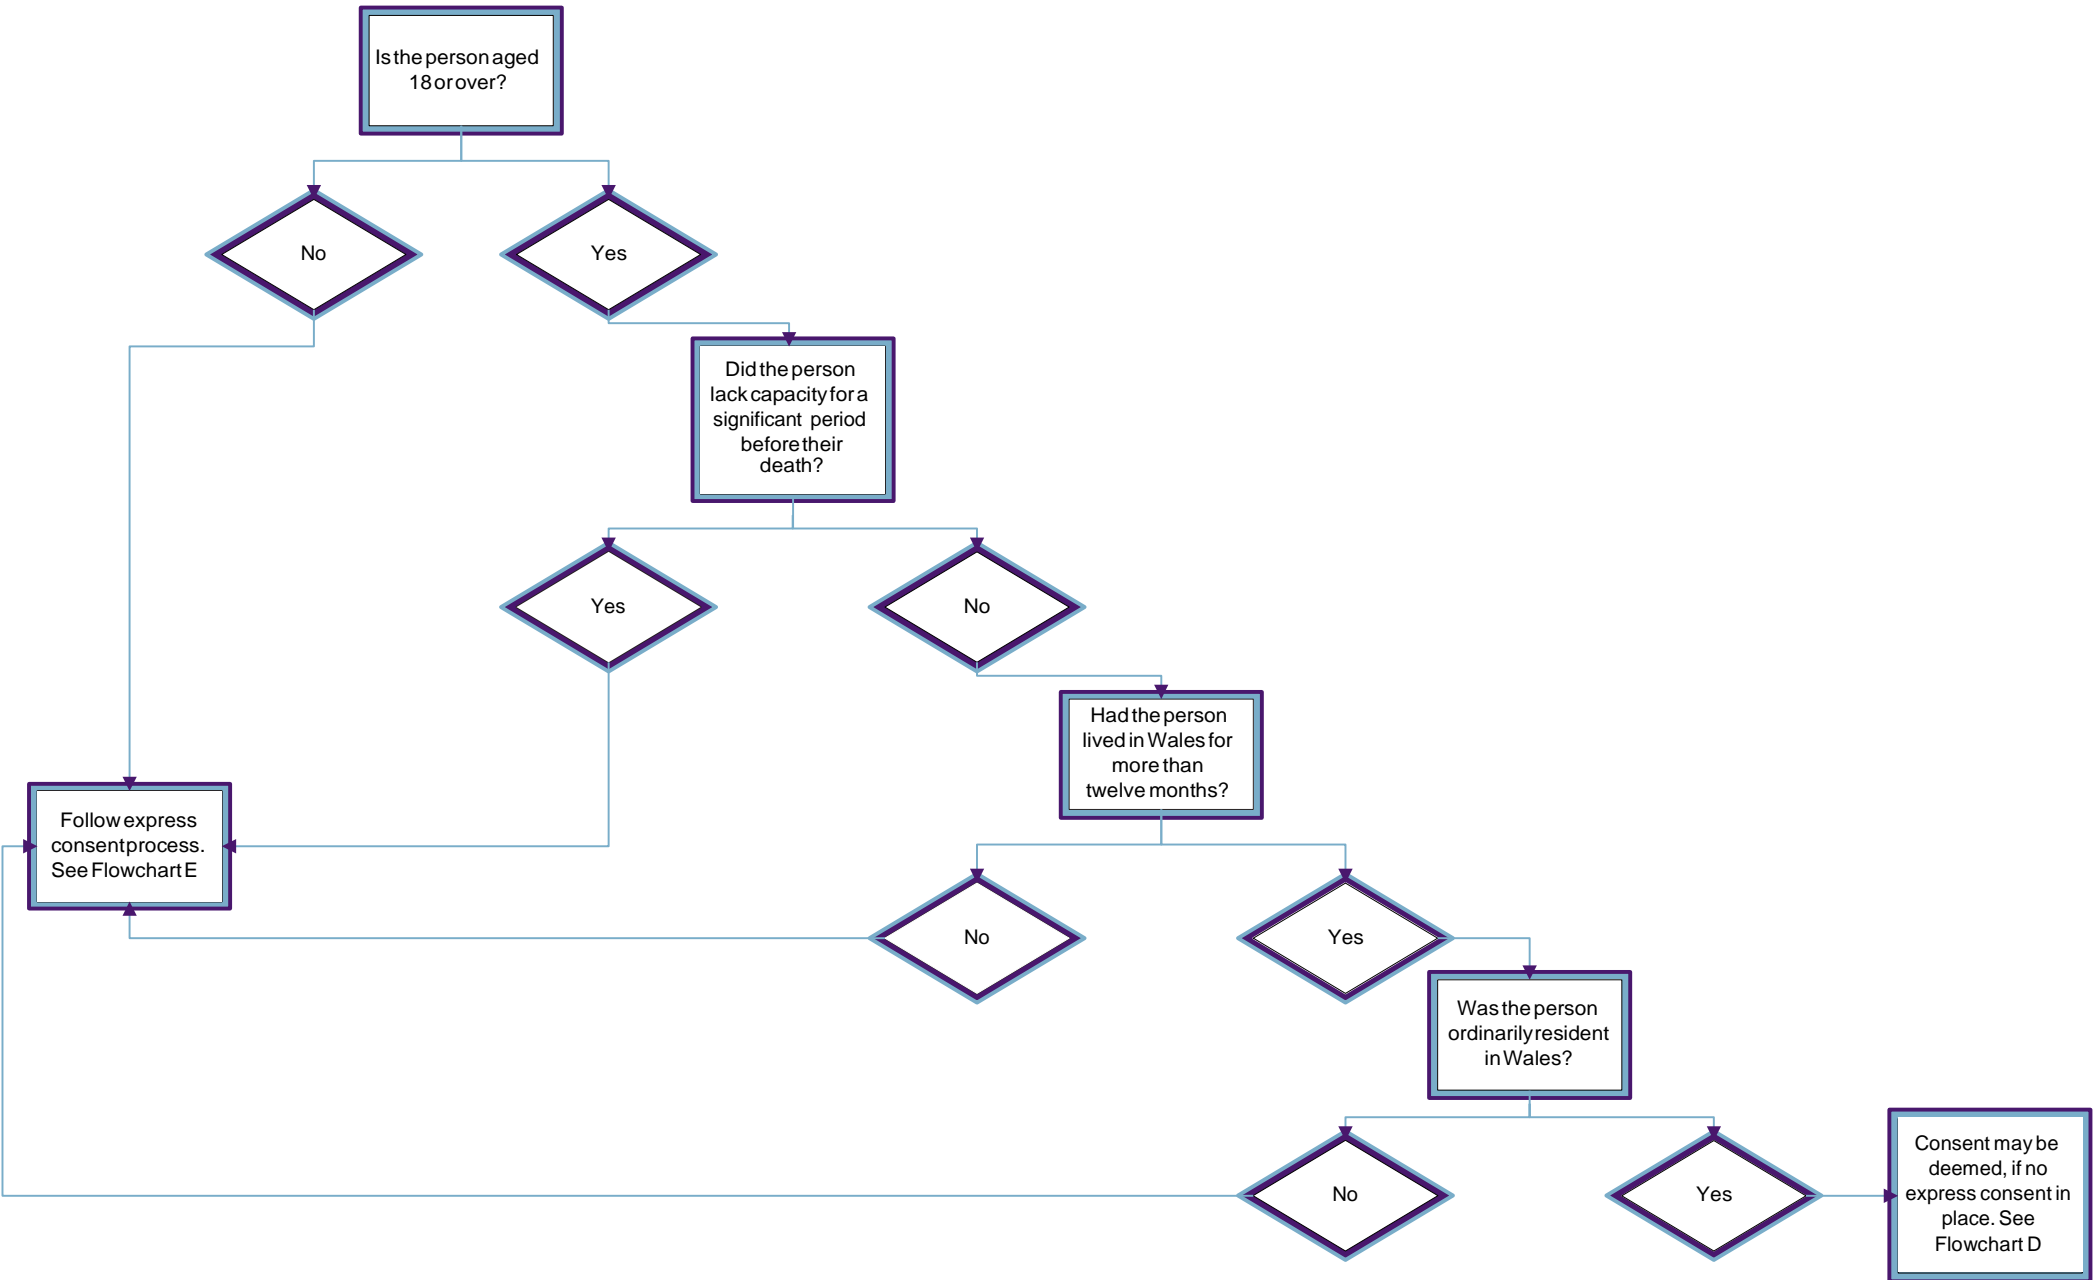 Is the person aged
18 or over?
No
Yes
Did the person
lack capacity for a
significant period
before their
death?
Yes
No
Had the person
lived in Wales for
more than
twelve months?
Follow express
consent process.
See Flowchart E
No
Yes
Was the person
ordinarily resident
in Wales?
No
Yes
Consent may be
deemed, if no
express consent in
place. See
Flowchart D